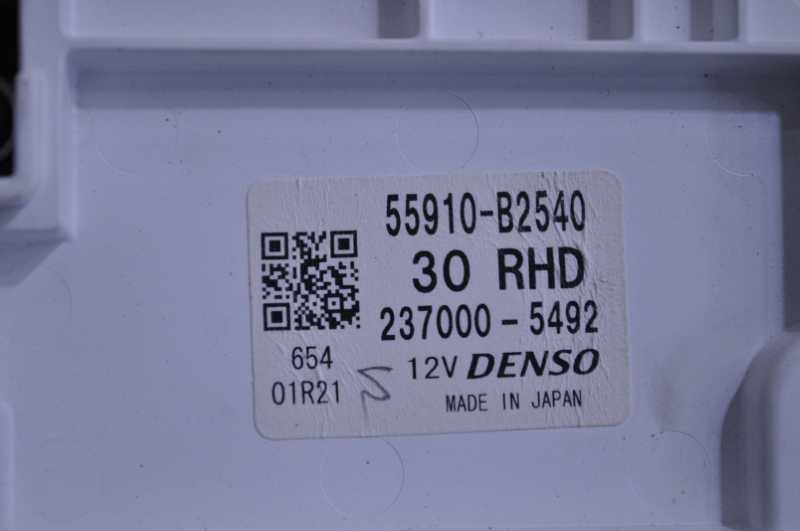 55910-B2540
30 RHD
237000-5492
654
12V DENSO
01R21
MADE IN JAPAN